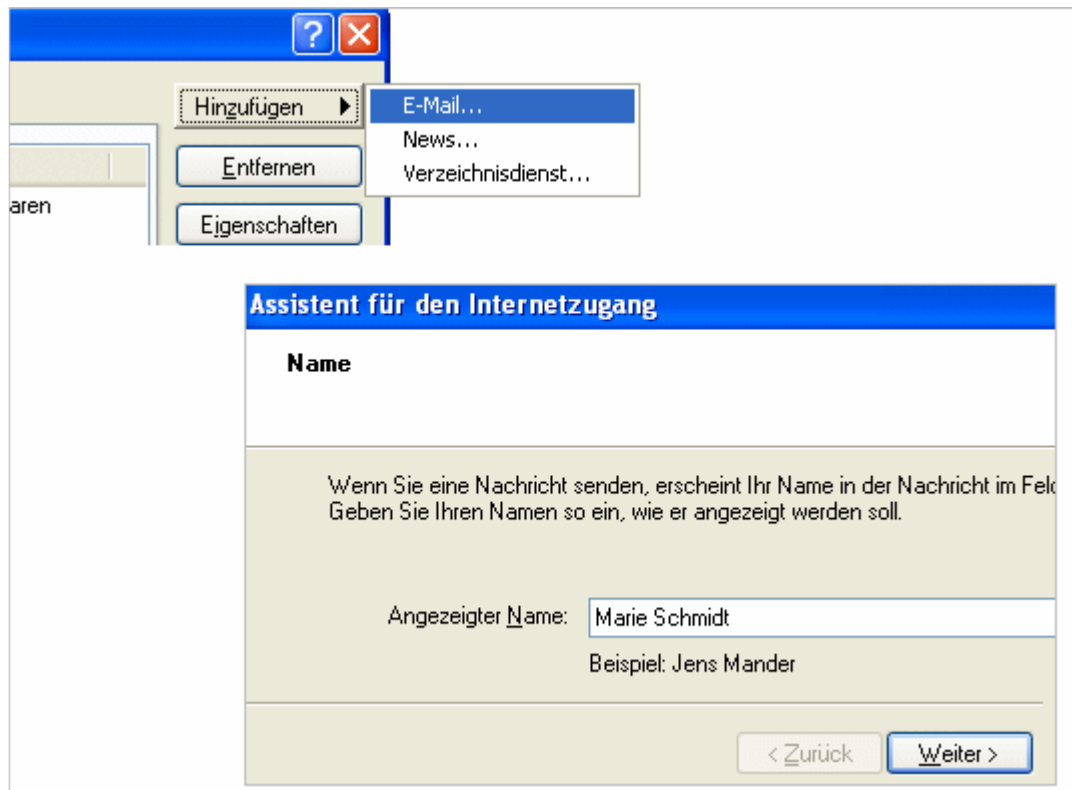 Hinzufügen
E-Mail...
News...
Entfernen
Verzeichnisdienst...
aren
Eigenschaften
Assistent für den Internetzugang
Name
Wenn Sie eine Nachricht senden, erscheint Ihr Name in der Nachricht im Feld
Geben Sie Ihren Namen so ein, wie er angezeigt werden soll.
Angezeigter Name: Marie Schmidt
Beispiel: Jens Mander
< Zurück Weiter >